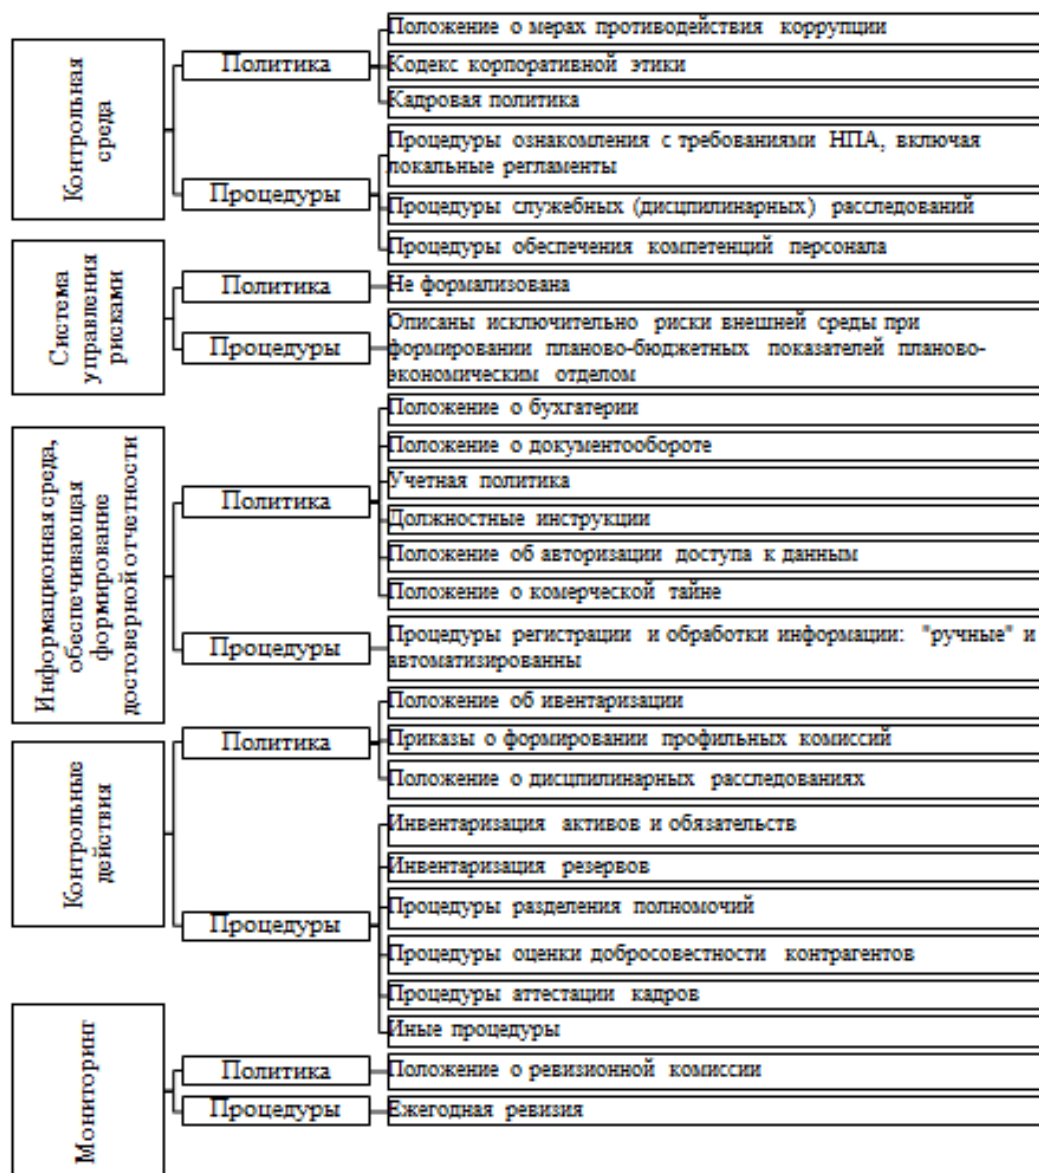 Контрольная
среда
Политика
Положение о мерах противодействия коррупции
Кодекс корпоративной этики
Кадровая политика
Процедуры
Процедуры ознакомления с требованиями НПА, включая
локальные регламенты
Процедуры служебных (дисцпилинарных) расследований
Процедуры обеспечения компетенций персонала
Система
управления
рисками
Политика
Не формализована
Процедуры
Описаны исключительно риски внешней среды при
формировании планово-бюджетных показателей планово-
экономическим отделом
Информационная среда,
обеспечивающая
формирование
достоверной отчетности
Политика
Положение о бухгатерии
Положение о документообороте
Учетная политика
Должностные инструкции
Положение об авторизации доступа к данным
Положение о комерческой тайне
Процедуры
Процедуры регистрации и обработки информации: "ручные" и
автоматизированны
Контрольные
действия
Политика
Положение об ивентаризации
Приказы о формировании профильных комиссий
Положение о дисцпилинарных расследованиях
Процедуры
Инвентаризация активов и обязательств
Инвентаризация резервов
Процедуры разделения полномочий
Процедуры оценки добросовестности контрагентов
Процедуры аттестации кадров
Иные процедуры
Мониторинг
Политика
Положение о ревизионной комиссии
Процедуры
Ежегодная ревизия